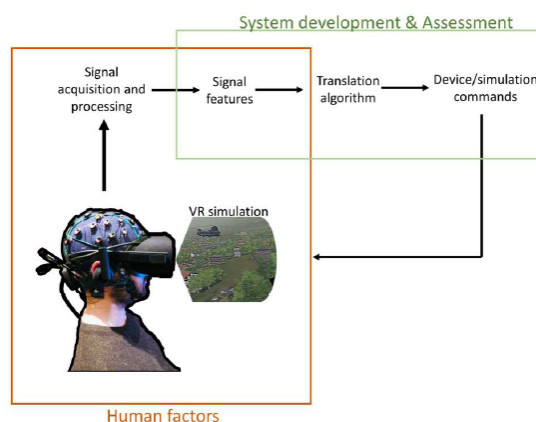 System development & Assessment
Signal
acquisition and
processing
Signal
features
Translation
algorithm
Device/simulation
commands
VR simulation
Human factors